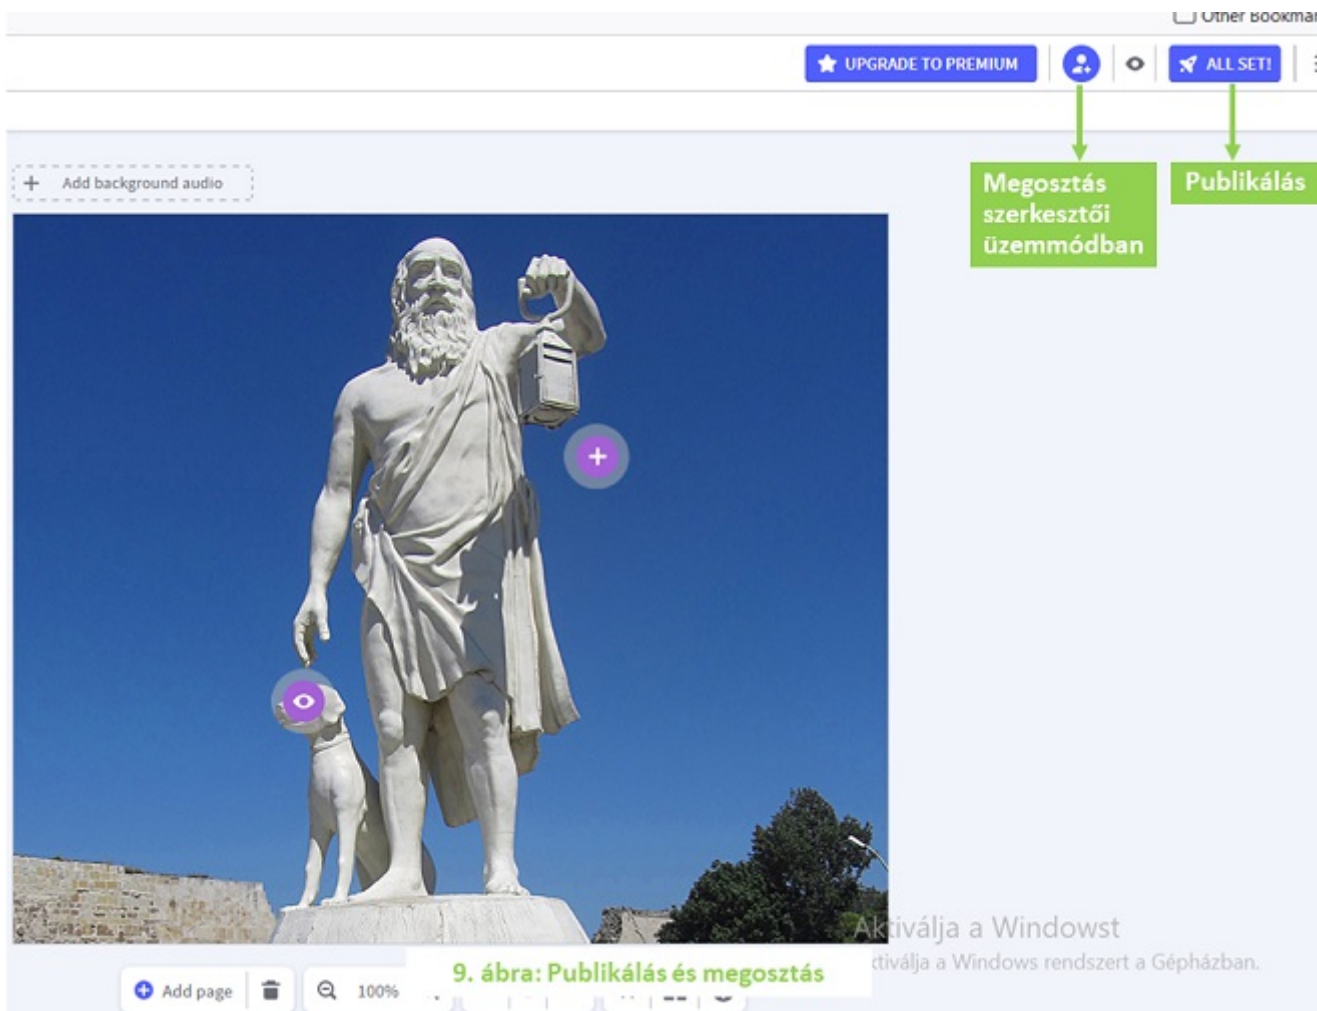 Other Bookmar
UPGRADE TO PREMIUM
ALL SET!
Add background audio
Megosztás
szerkesztői
üzemmódban
Publikálás
Aktiválja a Windowst
ktiválja a Windows rendszert a Gépházban.
9. ábra: Publikálás és megosztás
Add page
100%